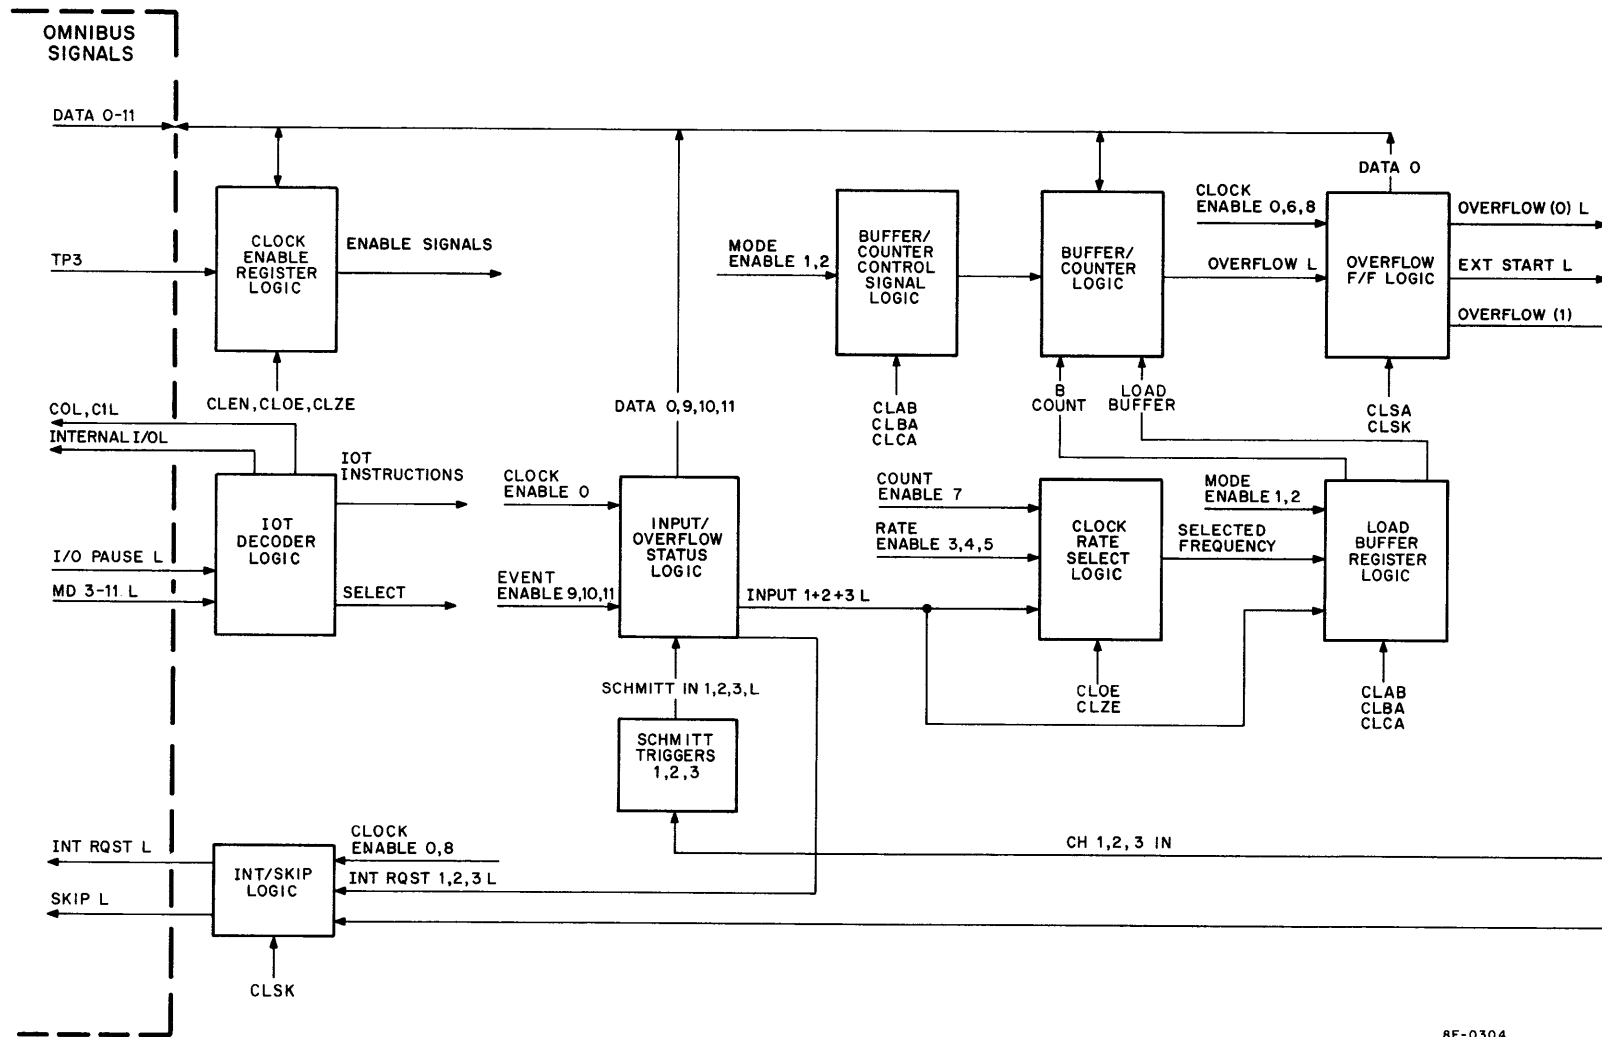 OMNIBUS
SIGNALS
DATA 0-11
DATA 0
CLOCK
ENABLE 0,6,8
OVERFLOW (0) L
TP3
CLOCK
ENABLE
REGISTER
LOGIC
ENABLE SIGNALS
MODE
ENABLE 1,2
BUFFER/
COUNTER
CONTROL
SIGNAL
LOGIC
BUFFER/
COUNTER
LOGIC
OVERFLOW L
OVERFLOW
F/F LOGIC
EXT START L
OVERFLOW (1)
CLEN, CLOE, CLZE
DATA 0,9,10,11
CLAB
CLBA
CLCA
B
COUNT
LOAD
BUFFER
CLSA
CLSK
COL, C1L
INTERNAL I/OL
IOT
INSTRUCTIONS
IOT
DECODER
LOGIC
I/O PAUSE L
MD 3-11 L
SELECT
CLOCK
ENABLE 0
INPUT/
OVERFLOW
STATUS
LOGIC
EVENT
ENABLE 9,10,11
INPUT 1+2+3 L
COUNT
ENABLE 7
RATE
ENABLE 3,4,5
CLOCK
RATE
SELECT
LOGIC
SELECTED
FREQUENCY
MODE
ENABLE 1,2
LOAD
BUFFER
REGISTER
LOGIC
SCHMITT IN 1,2,3,L
CLOE
CLZE
CLAB
CLBA
CLCA
SCHMITT
TRIGGERS
1,2,3
CH 1,2,3 IN
INT RQST L
SKIP L
INT/SKIP
LOGIC
CLOCK
ENABLE 0,8
INT RQST 1,2,3 L
CLSK
8E-0304